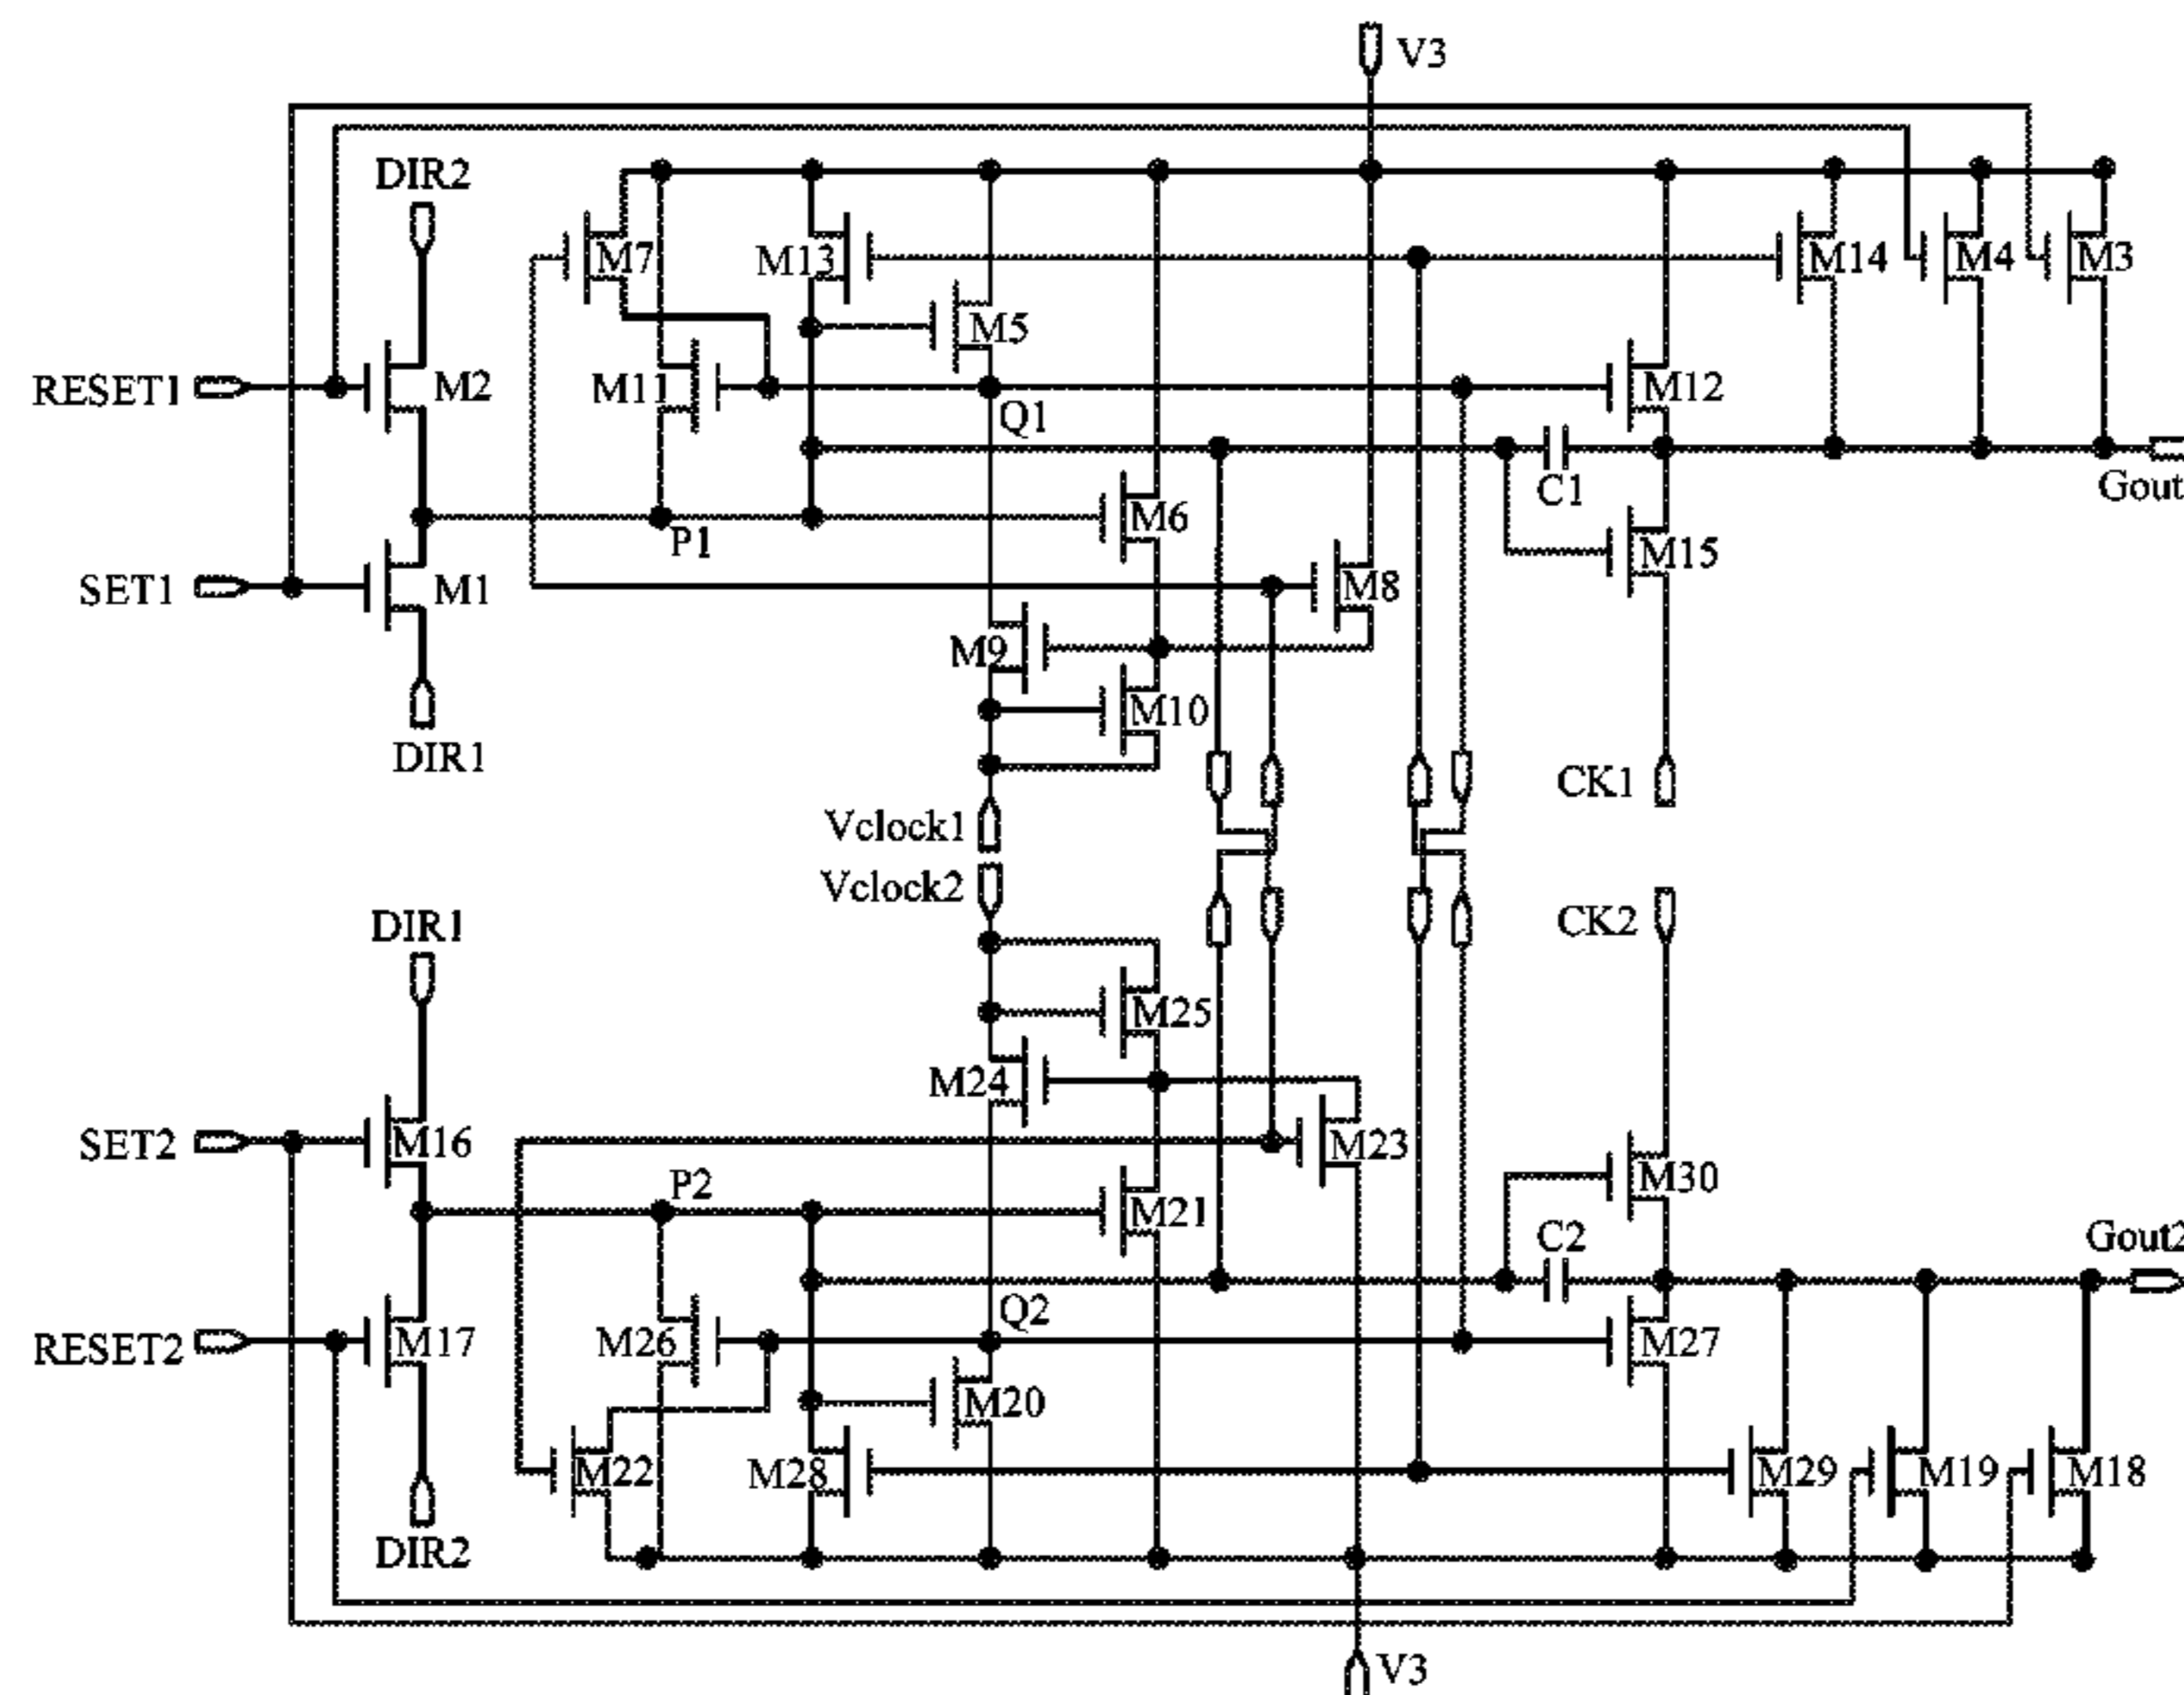 V3
DIR2
M7
M13
M14
M4
M3
M5
RESET1
M2
M11
M12
Q1
C1
Gout
M6
P1
M15
SET1
M1
M8
M9
M10
DIR1
CK1
Vclock1
Vclock2
CK2
DIR1
M25
M24
SET2
M16
M23
M30
P2
M21
C2
Gout2
Q2
RESET2
M17
M26
M27
M20
M22
M28
M29
M19
M18
DIR2
V3